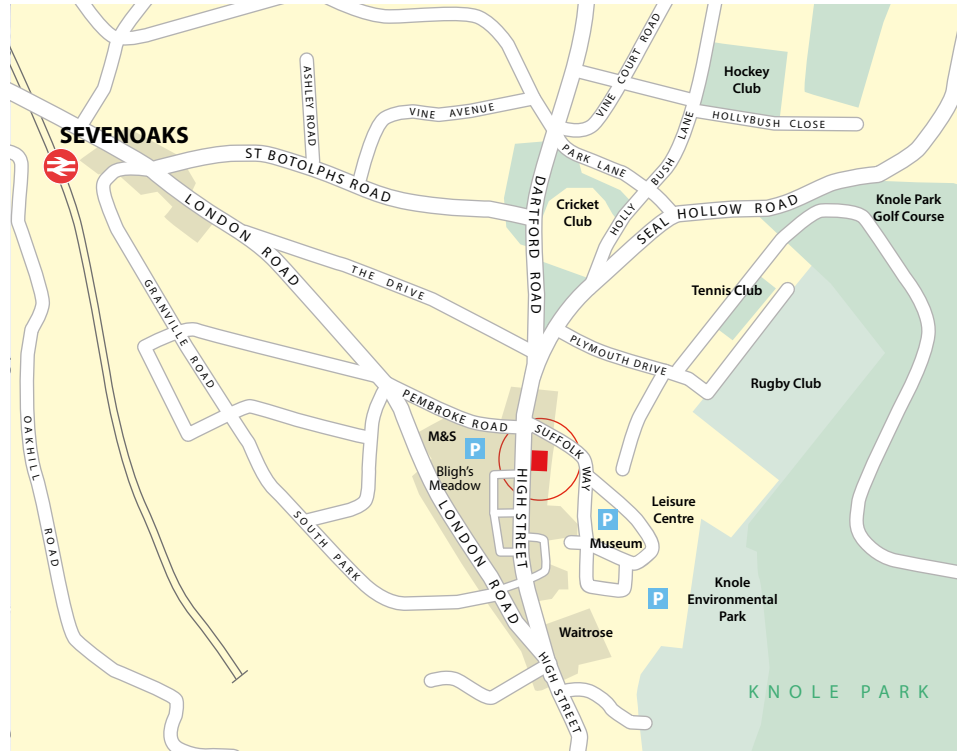 Hockey
Club
VINE COURT ROAD
ASHLEY ROAD
VINE AVENUE
HOLLYBUSH CLOSE
SEVENOAKS
ST BOTOLPHS ROAD
PARK LANE
HOLLY BUSH LANE
DARTFORD ROAD
Cricket
Club
SEAL HOLLOW ROAD
Knole Park
Golf Course
LONDON ROAD
THE DRIVE
GRANVILLE ROAD
Tennis Club
PLYMOUTH DRIVE
Rugby Club
PEMBROKE ROAD
SUFFOLK WAY
M&S
P
Bligh's
Meadow
HIGH STREET
OAKHILL ROAD
LONDON ROAD
SOUTH PARK
Leisure
Centre
P
Museum
P
Knole
Environmental
Park
Waitrose
HIGH STREET
KNOLE PARK